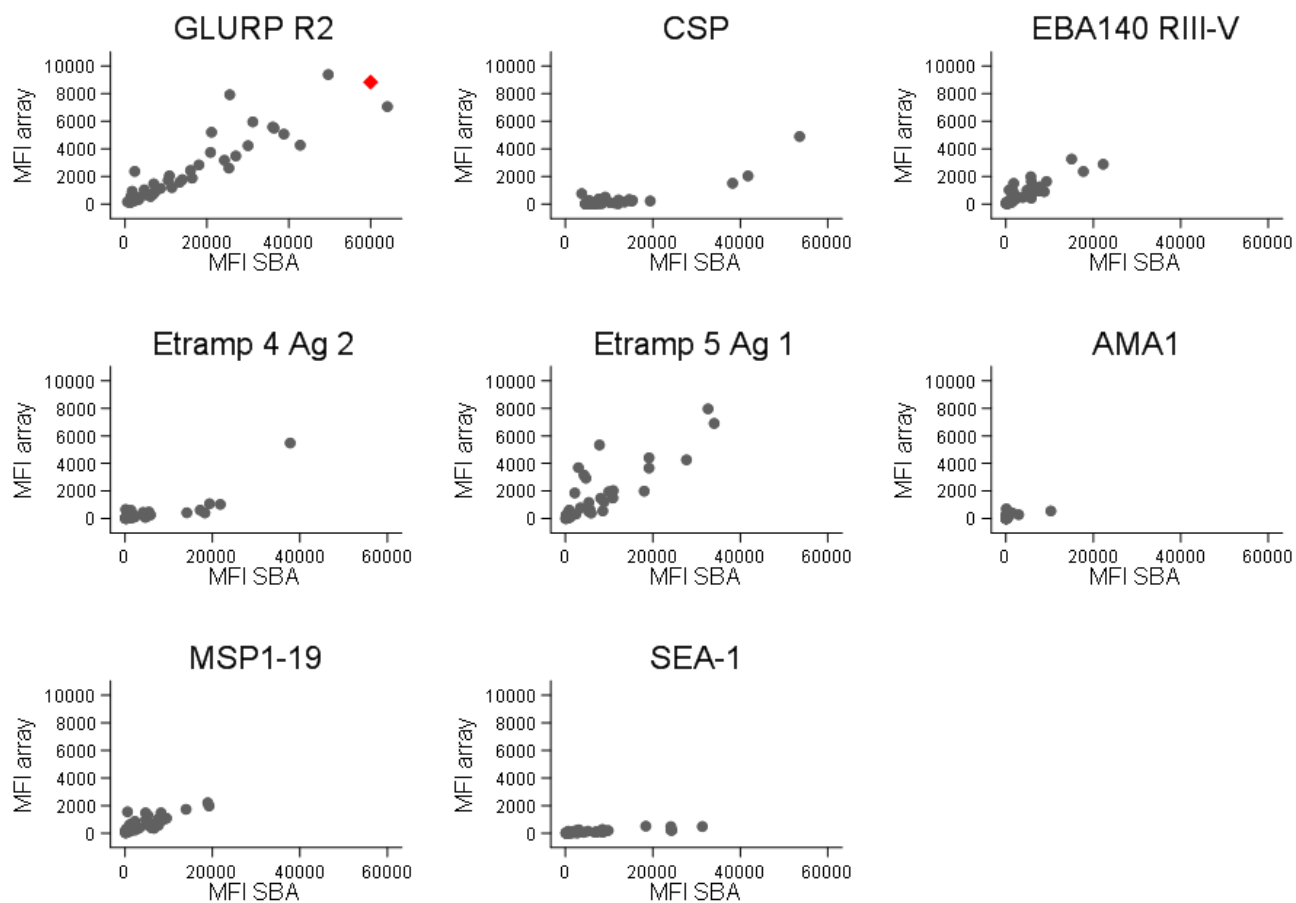 GLURP R2
CSP
EBA140 RIII-V
MFI array
10000
8000
6000
4000
2000
0
0 20000 40000 60000
MFI SBA
MFI array
10000
8000
6000
4000
2000
0
0 20000 40000 60000
MFI SBA
MFI array
10000
8000
6000
4000
2000
0
0 20000 40000 60000
MFI SBA
Etramp 4 Ag 2
Etramp 5 Ag 1
AMA1
MFI array
10000
8000
6000
4000
2000
0
0 20000 40000 60000
MFI SBA
MFI array
10000
8000
6000
4000
2000
0
0 20000 40000 60000
MFI SBA
MFI array
10000
8000
6000
4000
2000
0
0 20000 40000 60000
MFI SBA
MSP1-19
SEA-1
MFI array
10000
8000
6000
4000
2000
0
0 20000 40000 60000
MFI SBA
MFI array
10000
8000
6000
4000
2000
0
0 20000 40000 60000
MFI SBA